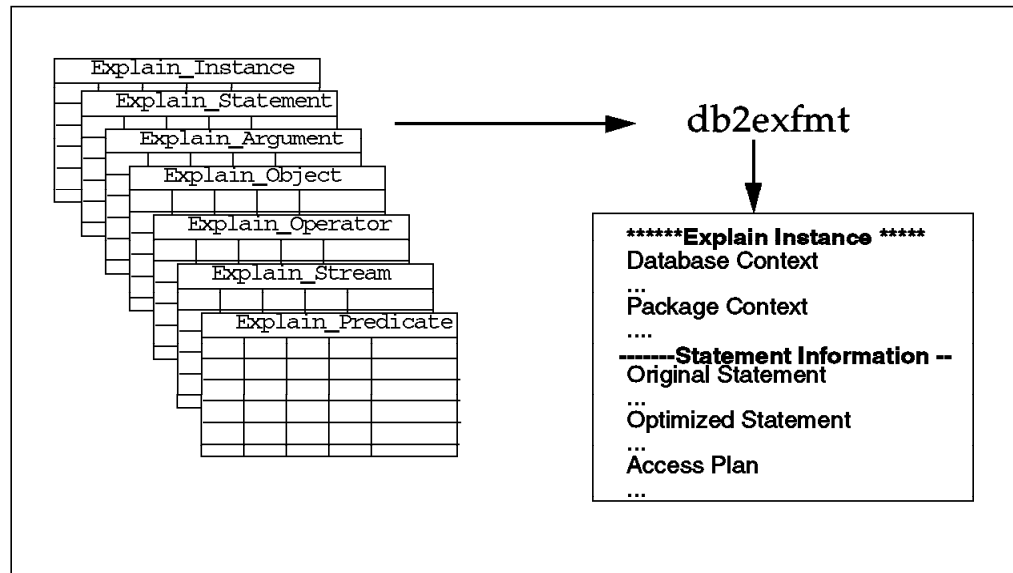 Explain_Instance
Explain_Statement
Explain_Argument
Explain_Object
Explain_Operator
Explain_Stream
Explain_Predicate
db2exfmt
******Explain Instance *****
Database Context
...
Package Context
....
-------Statement Information --
Original Statement
...
Optimized Statement
...
Access Plan
...